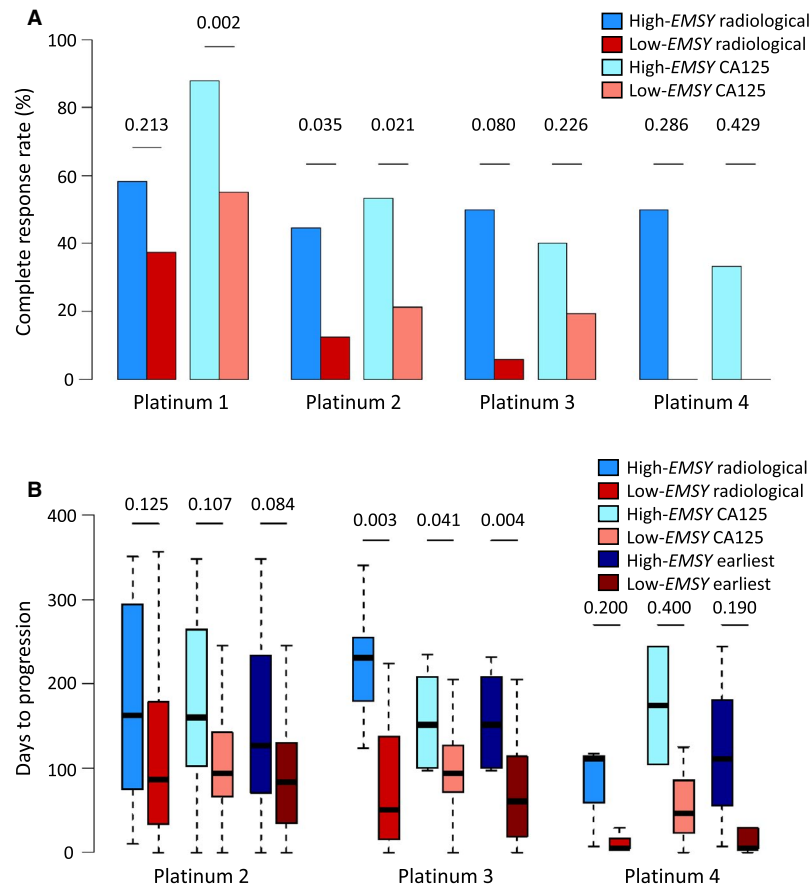 A
High-EMSY radiological
Low-EMSY radiological
High-EMSY CA125
Low-EMSY CA125
Complete response rate (%)
100
80
60
40
20
0
0.213
0.002
0.035
0.021
0.080
0.226
0.286
0.429
Platinum 1
Platinum 2
Platinum 3
Platinum 4
B
High-EMSY radiological
Low-EMSY radiological
High-EMSY CA125
Low-EMSY CA125
High-EMSY earliest
Low-EMSY earliest
Days to progression
400
300
200
100
0
0.125
0.107
0.084
0.003
0.041
0.004
0.200
0.400
0.190
Platinum 2
Platinum 3
Platinum 4